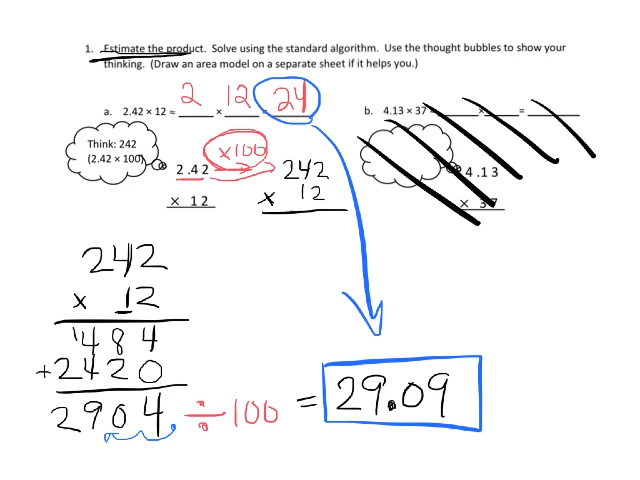 1. Estimate the product. Solve using the standard algorithm. Use the thought bubbles to show your
thinking. (Draw an area model on a separate sheet if it helps you.)
a. 2.42 × 12 ≈ 2 × 12 24
b. 4.13 × 37 ≈ ____ × ____ = ____
Think: 242
(2.42 × 100)
×100
2.42
× 12
242
× 12
4.13
× 37
242
× 12
1484
+2420
2904. ÷ 100 = 29.09